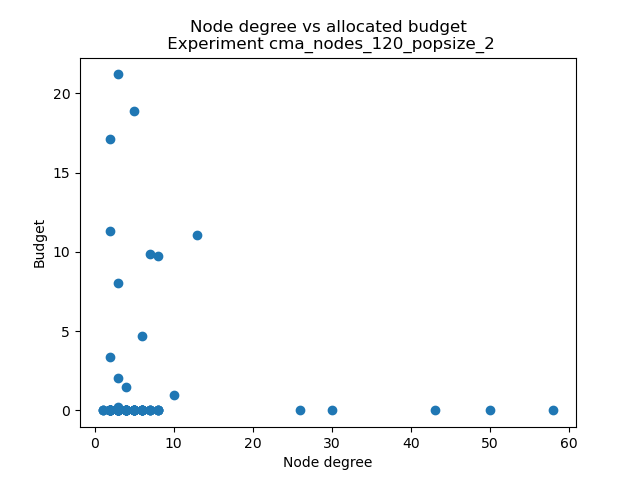 Node degree vs allocated budget
Experiment cma_nodes_120_popsize_2
20
15
10
5
0
Budget
0 10 20 30 40 50 60
Node degree